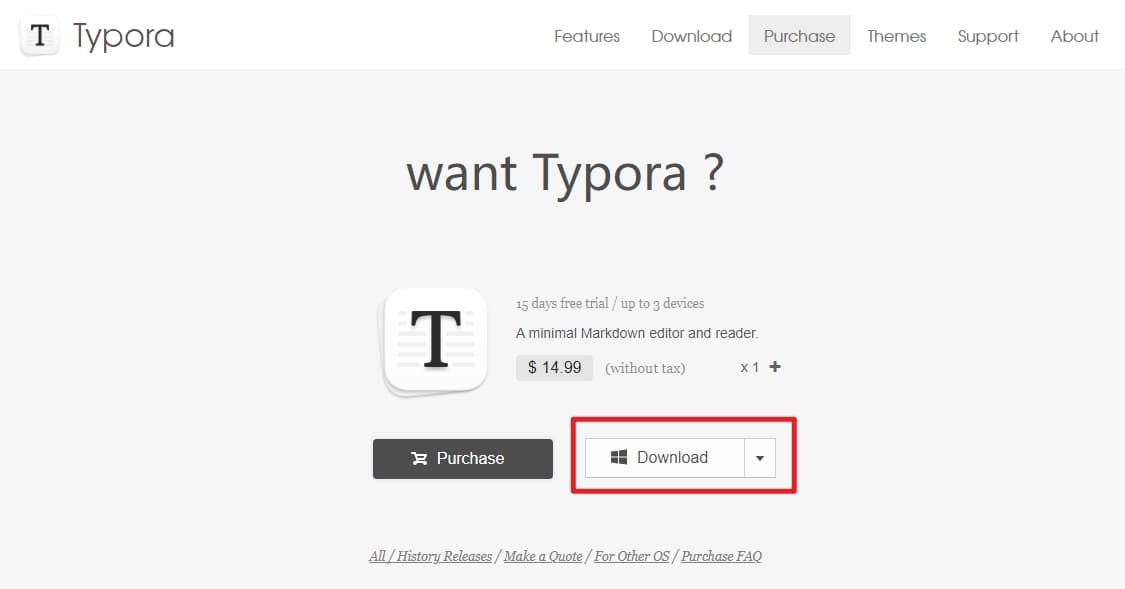 T Typora Features Download Purchase Themes Support About
want Typora ?
15 days free trial / up to 3 devices
A minimal Markdown editor and reader.
T
$ 14.99 (without tax) x 1 +
Purchase Download
All / History Releases / Make a Quote / For Other OS / Purchase FAQ